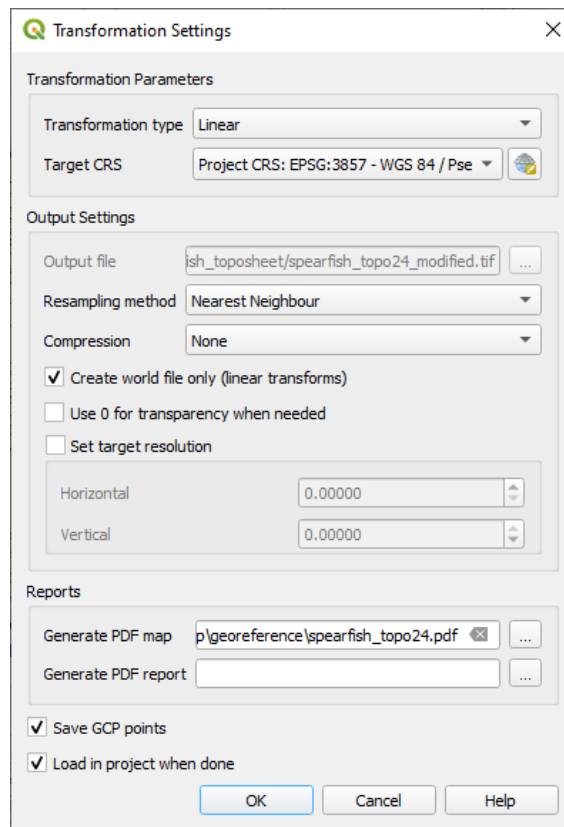 Transformation Settings
Transformation Parameters
Transformation type Linear
Target CRS Project CRS: EPSG:3857 - WGS 84 / Pse
Output Settings
Output file ish_toposheet/spearfish_topo24_modified.tif ...
Resampling method Nearest Neighbour
Compression None
Create world file only (linear transforms)
Use 0 for transparency when needed
Set target resolution
Horizontal 0.00000
Vertical 0.00000
Reports
Generate PDF map p\georeference\spearfish_topo24.pdf ...
Generate PDF report ...
Save GCP points
Load in project when done
OK Cancel Help